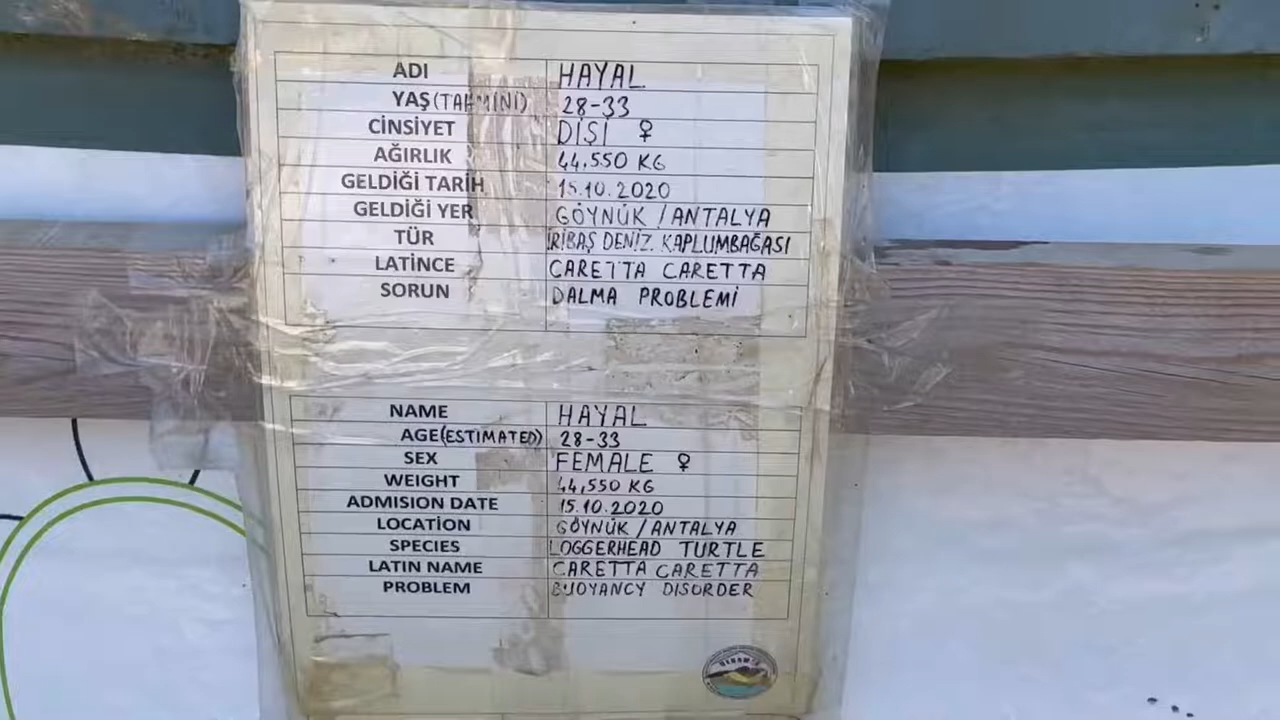 ADI HAYAL
YAŞ(TAHMİNİ) 28-33
CİNSİYET DİŞİ ♀
AĞIRLIK 44.550 KG
GELDİĞİ TARİH 15.10.2020
GELDİĞİ YER GÖYNÜK / ANTALYA
TÜR İRİBAŞ DENİZ KAPLUMBAĞASI
LATİNCE CARETTA CARETTA
SORUN DALMA PROBLEMİ
NAME HAYAL
AGE(ESTIMATED) 28-33
SEX FEMALE ♀
WEIGHT 44,550 KG
ADMISION DATE 15.10.2020
LOCATION GÖYNÜK / ANTALYA
SPECIES LOGGERHEAD TURTLE
LATIN NAME CARETTA CARETTA
PROBLEM BUOYANCY DISORDER